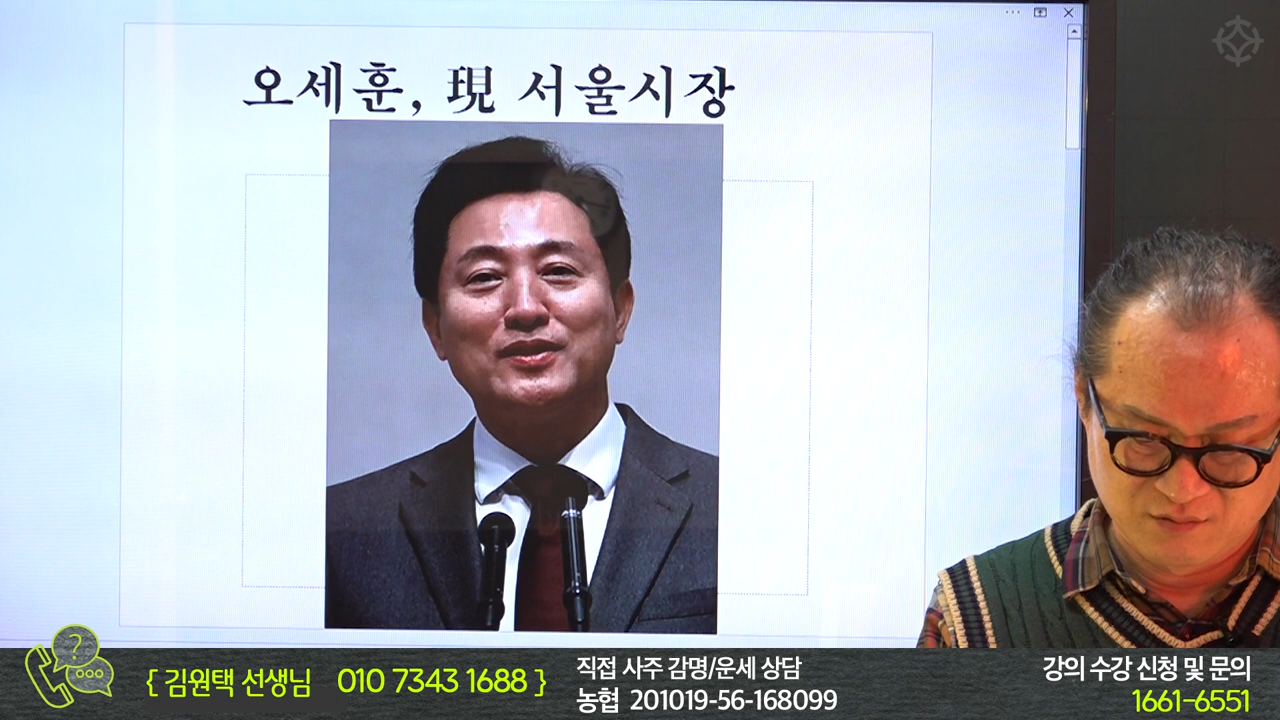 오세훈, 現 서울시장
?
{ 김원택 선생님 010 7343 1688 }
직접 사주 감명/운세 상담
농협 201019-56-168099
강의 수강 신청 및 문의
1661-6551